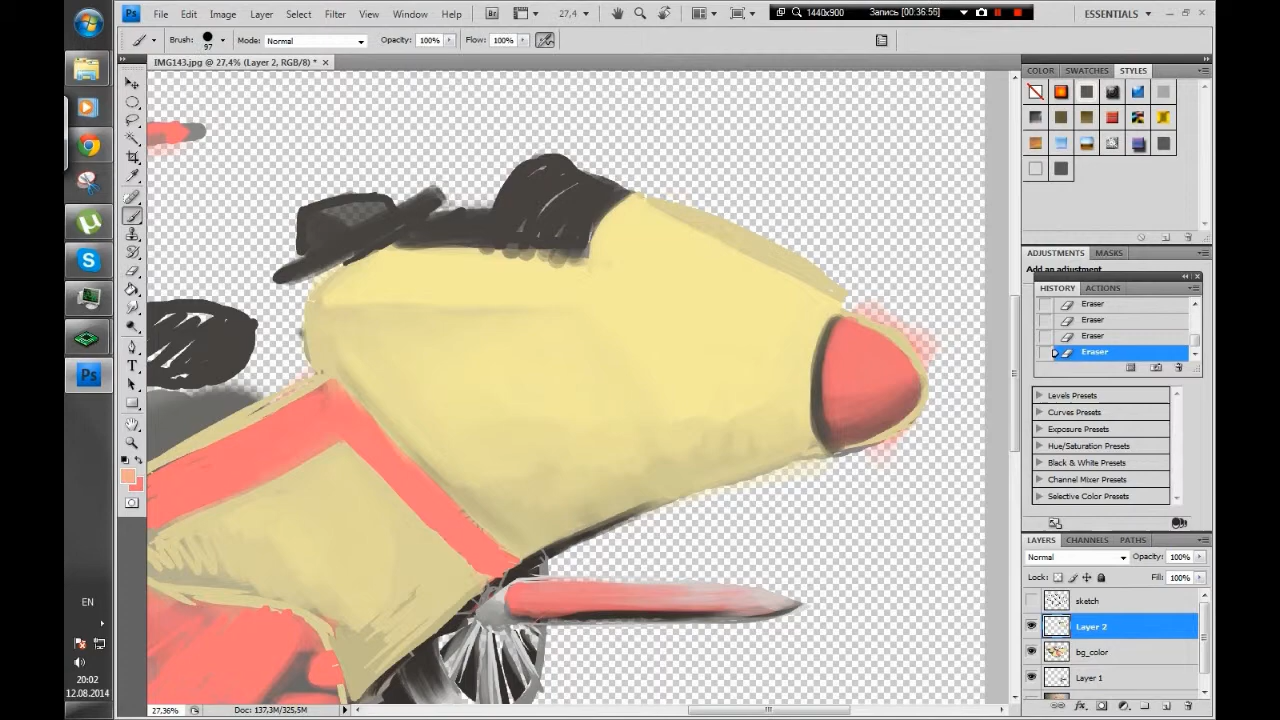 Ps File Edit Image Layer Select Filter View Window Help Br 27,4 1440x900 Запись [00:36:55] ESSENTIALS
Brush: 97 Mode: Normal Opacity: 100% Flow: 100%
IMG143.jpg @ 27,4% (Layer 2, RGB/8) *
COLOR SWATCHES STYLES
ADJUSTMENTS MASKS
Add an adjustment
HISTORY ACTIONS
Eraser
Eraser
Eraser
Eraser
Levels Presets
Curves Presets
Exposure Presets
Hue/Saturation Presets
Black & White Presets
Channel Mixer Presets
Selective Color Presets
LAYERS CHANNELS PATHS
Normal Opacity: 100%
Lock: Fill: 100%
sketch
Layer 2
bg_color
Layer 1
27,36% Doc: 137,3M/325,5M
S
Ps
T
EN
20:02
12.08.2014